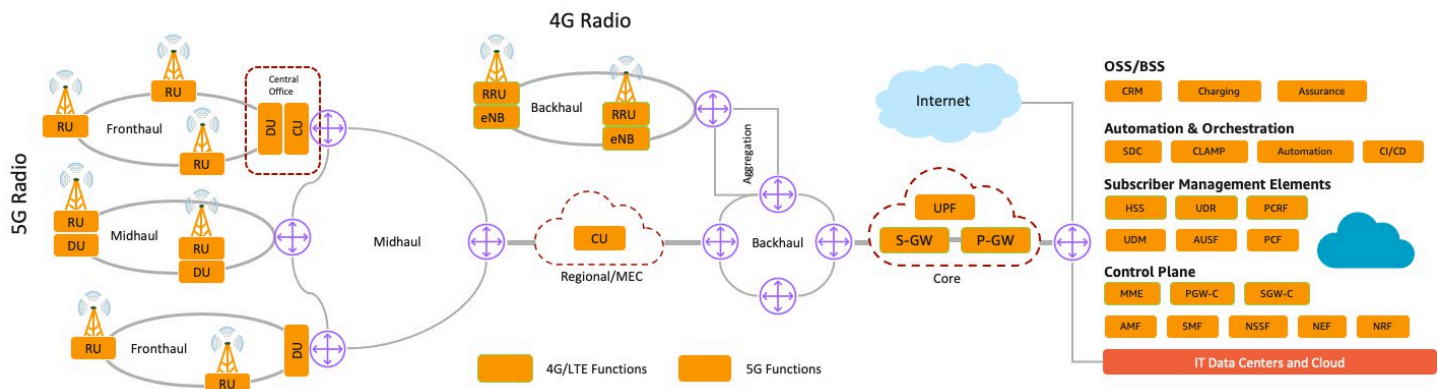 4G Radio
5G Radio
RU
RU
RU
RU
Fronthaul
Central
Office
DU
CU
RU
DU
RU
DU
Midhaul
RU
RU
Fronthaul
DU
Midhaul
RRU
eNB
Backhaul
RRU
eNB
Aggregation
CU
Regional/MEC
Backhaul
Internet
UPF
S-GW
P-GW
Core
4G/LTE Functions
5G Functions
OSS/BSS
CRM
Charging
Assurance
Automation & Orchestration
SDC
CLAMP
Automation
CI/CD
Subscriber Management Elements
HSS
UDR
PCRF
UDM
AUSF
PCF
Control Plane
MME
PGW-C
SGW-C
AMF
SMF
NSSF
NEF
NRF
IT Data Centers and Cloud